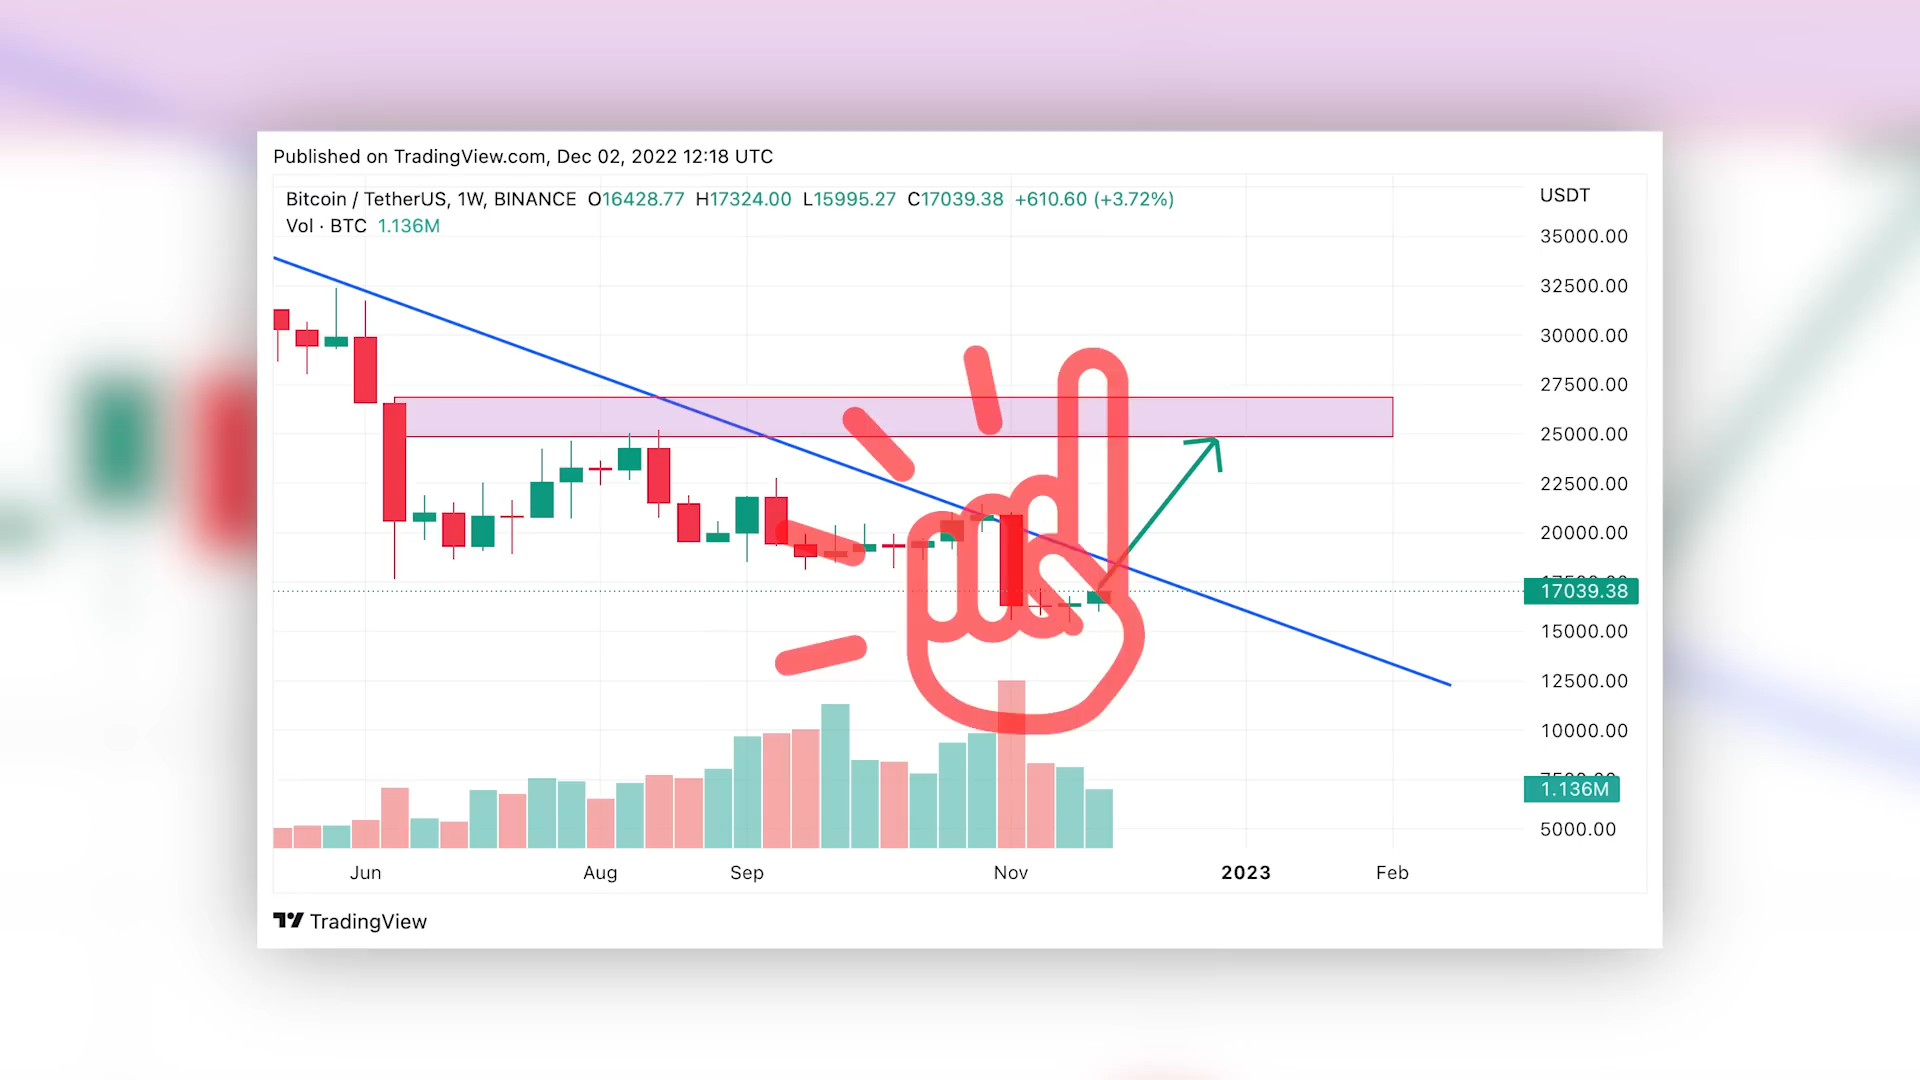 Published on TradingView.com, Dec 02, 2022 12:18 UTC
Bitcoin / TetherUS, 1W, BINANCE O16428.77 H17324.00 L15995.27 C17039.38 +610.60 (+3.72%)
Vol · BTC 1.136M
USDT
35000.00
32500.00
30000.00
27500.00
25000.00
22500.00
20000.00
17039.38
15000.00
12500.00
10000.00
1.136M
5000.00
Jun Aug Sep Nov 2023 Feb
TradingView